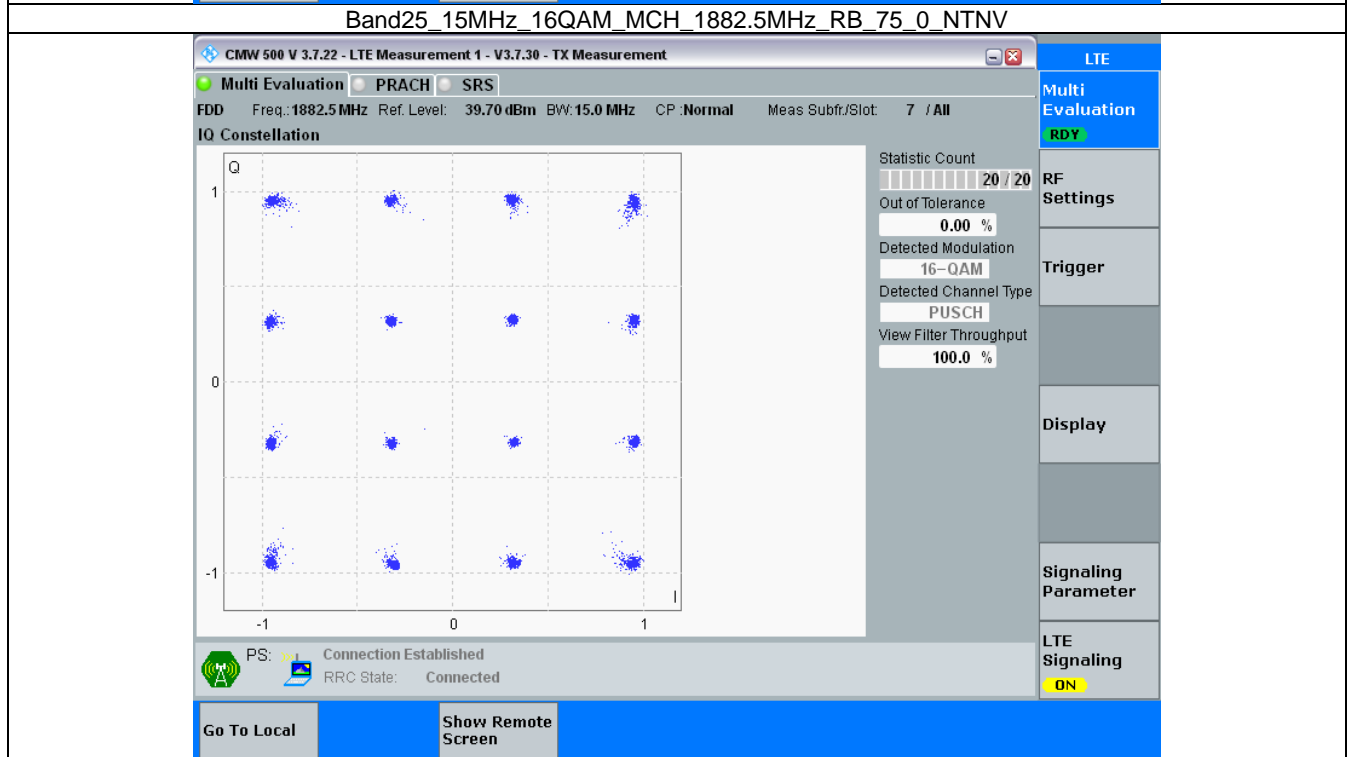 Band25_15MHz_16QAM_MCH_1882.5MHz_RB_75_0_NTNV
CMW 500 V 3.7.22 - LTE Measurement 1 - V3.7.30 - TX Measurement
LTE
Multi Evaluation PRACH SRS
Multi
Evaluation
RDY
FDD Freq.: 1882.5 MHz Ref. Level: 39.70 dBm BW: 15.0 MHz CP : Normal Meas Subfr./Slot: 7 / All
IQ Constellation
Q
1
0
-1
I
-1 0 1
Statistic Count
20 / 20
Out of Tolerance
0.00 %
Detected Modulation
16-QAM
Detected Channel Type
PUSCH
View Filter Throughput
100.0 %
RF
Settings
Trigger
Display
Signaling
Parameter
LTE
Signaling
ON
PS: Connection Established
RRC State: Connected
Go To Local
Show Remote
Screen